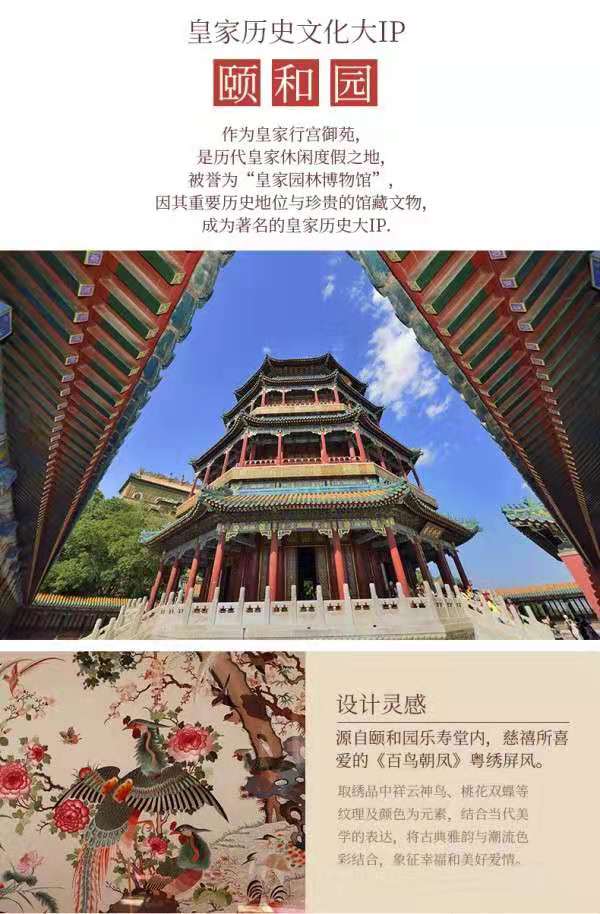 皇家历史文化大IP
颐和园
作为皇家行宫御苑，
是历代皇家休闲度假之地，
被誉为“皇家园林博物馆”，
因其重要历史地位与珍贵的馆藏文物，
成为著名的皇家历史大IP.
设计灵感
源自颐和园乐寿堂内，慈禧所喜
爱的《百鸟朝凤》粤绣屏风。
取绣品中祥云神鸟、桃花双蝶等
纹理及颜色为元素，结合当代美
学的表达，将古典雅韵与潮流色
彩结合，象征幸福和美好爱情。